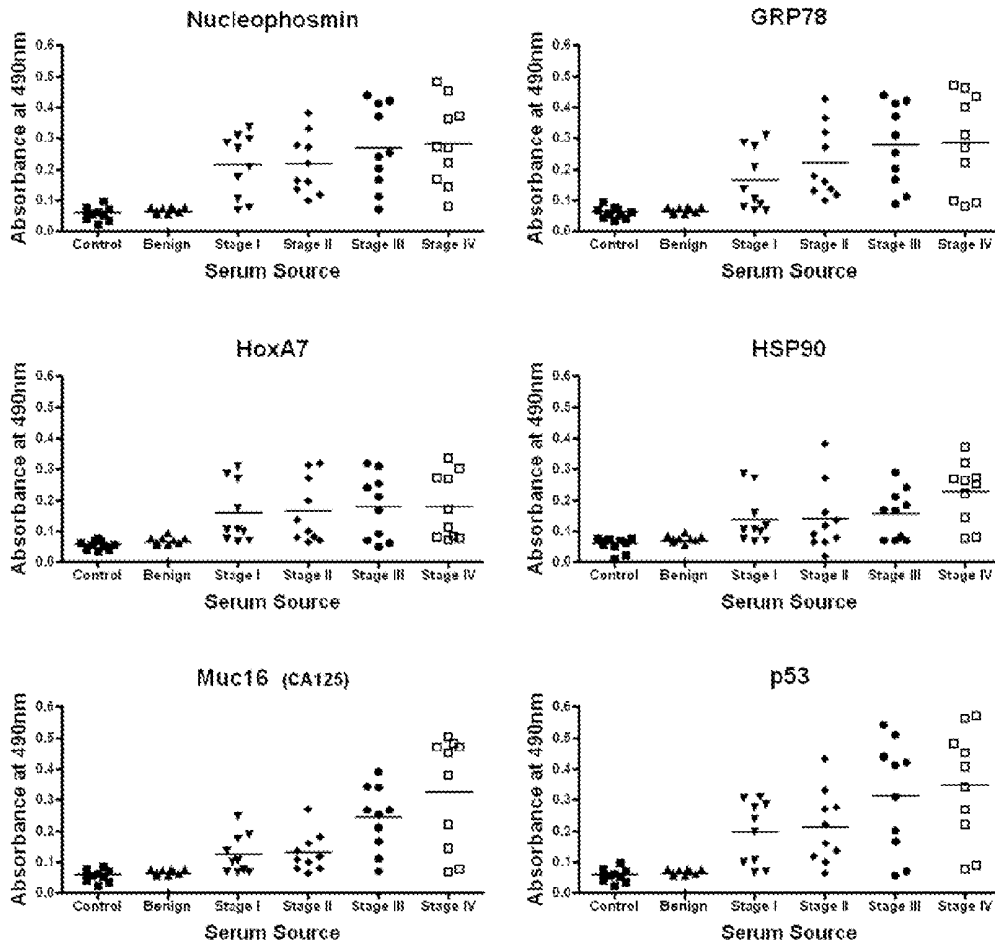 Nucleophosmin
Absorbance at 490nm
0.6
0.5
0.4
0.3
0.2
0.1
0.0
Control Benign Stage I Stage II Stage III Stage IV
Serum Source
GRP78
Absorbance at 490nm
0.6
0.5
0.4
0.3
0.2
0.1
0.0
Control Benign Stage I Stage II Stage III Stage IV
Serum Source
HoxA7
Absorbance at 490nm
0.6
0.5
0.4
0.3
0.2
0.1
0.0
Control Benign Stage I Stage II Stage III Stage IV
Serum Source
HSP90
Absorbance at 490nm
0.6
0.5
0.4
0.3
0.2
0.1
0.0
Control Benign Stage I Stage II Stage III Stage IV
Serum Source
Muc16 (CA125)
Absorbance at 490nm
0.6
0.5
0.4
0.3
0.2
0.1
0.0
Control Benign Stage I Stage II Stage III Stage IV
Serum Source
p53
Absorbance at 490nm
0.6
0.5
0.4
0.3
0.2
0.1
0.0
Control Benign Stage I Stage II Stage III Stage IV
Serum Source